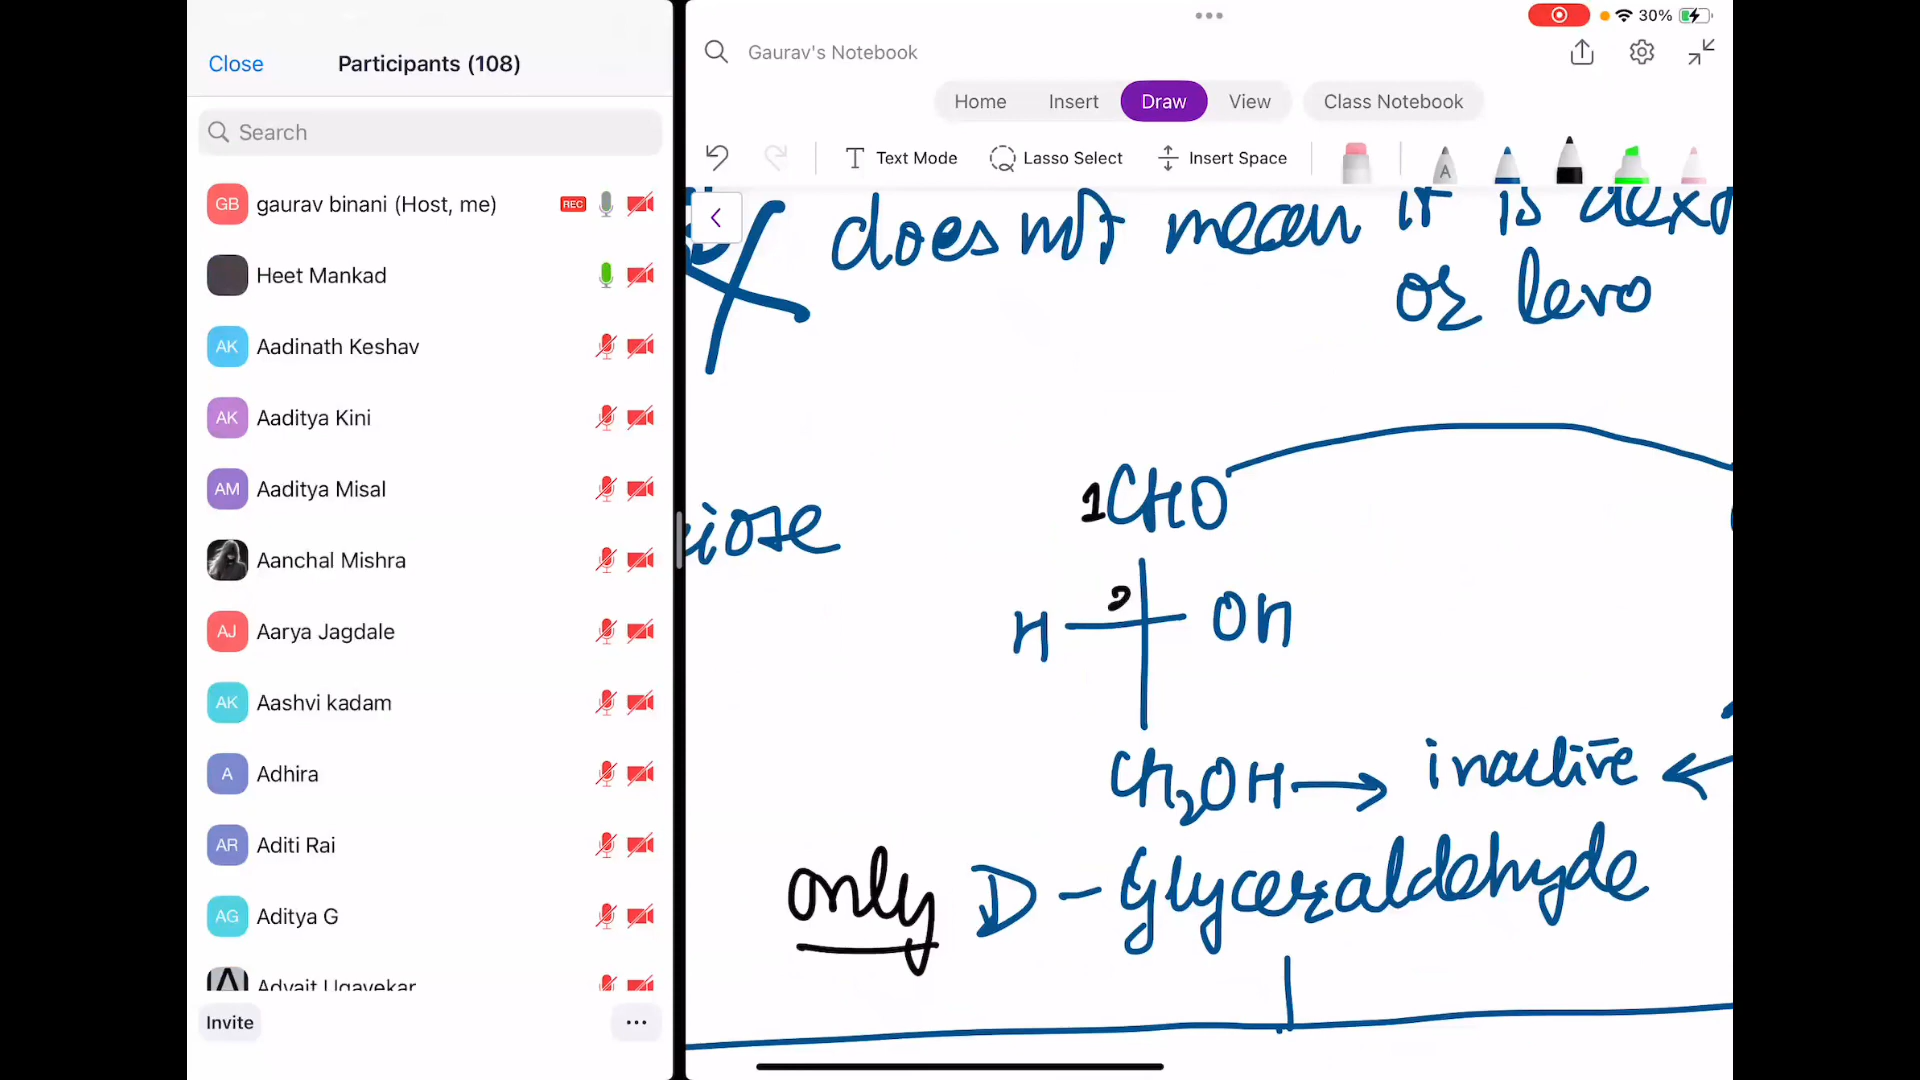 30%
Close
Participants (108)
Search
GB gaurav binani (Host, me) REC
Heet Mankad
AK Aadinath Keshav
AK Aaditya Kini
AM Aaditya Misal
Aanchal Mishra
AJ Aarya Jagdale
AK Aashvi kadam
A Adhira
AR Aditi Rai
AG Aditya G
Advait Ugavekar
Invite
Gaurav's Notebook
Home Insert Draw View Class Notebook
Text Mode Lasso Select Insert Space A
does not mean it is
or levo
1CHO
2
H OH
CH₂OH → inactive ←
only D - Glyceraldehyde